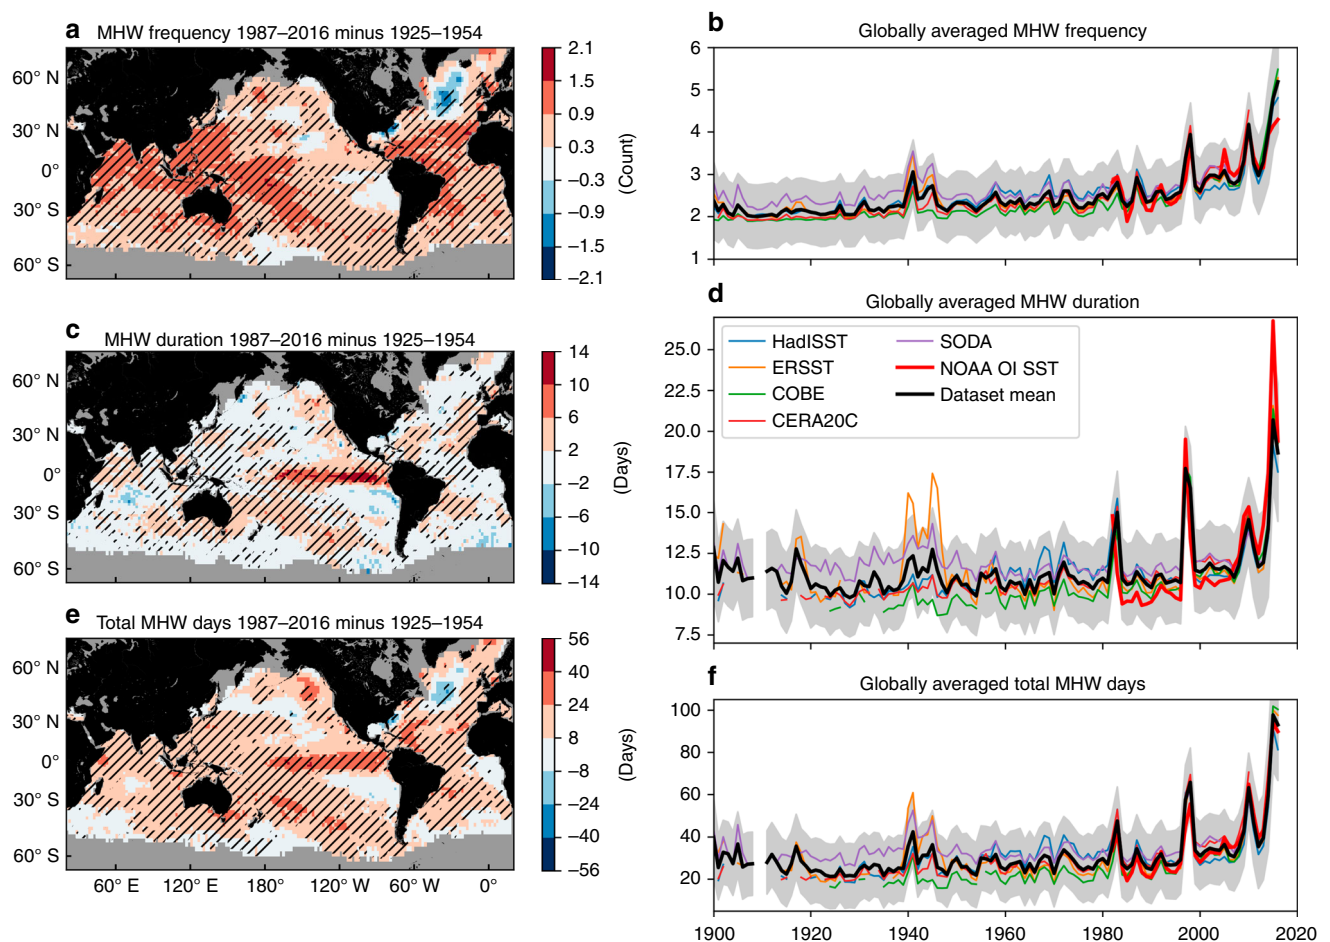 a
MHW frequency 1987–2016 minus 1925–1954
60° N
30° N
0°
30° S
60° S
2.1
1.5
0.9
0.3
−0.3
−0.9
−1.5
−2.1
(Count)
b
Globally averaged MHW frequency
6
5
4
3
2
1
c
MHW duration 1987–2016 minus 1925–1954
60° N
30° N
0°
30° S
60° S
14
10
6
2
−2
−6
−10
−14
(Days)
d
Globally averaged MHW duration
25.0
22.5
20.0
17.5
15.0
12.5
10.0
7.5
HadISST
ERSST
COBE
CERA20C
SODA
NOAA OI SST
Dataset mean
e
Total MHW days 1987–2016 minus 1925–1954
60° N
30° N
0°
30° S
60° S
60° E 120° E 180° 120° W 60° W 0°
56
40
24
8
−8
−24
−40
−56
(Days)
f
Globally averaged total MHW days
100
80
60
40
20
1900 1920 1940 1960 1980 2000 2020